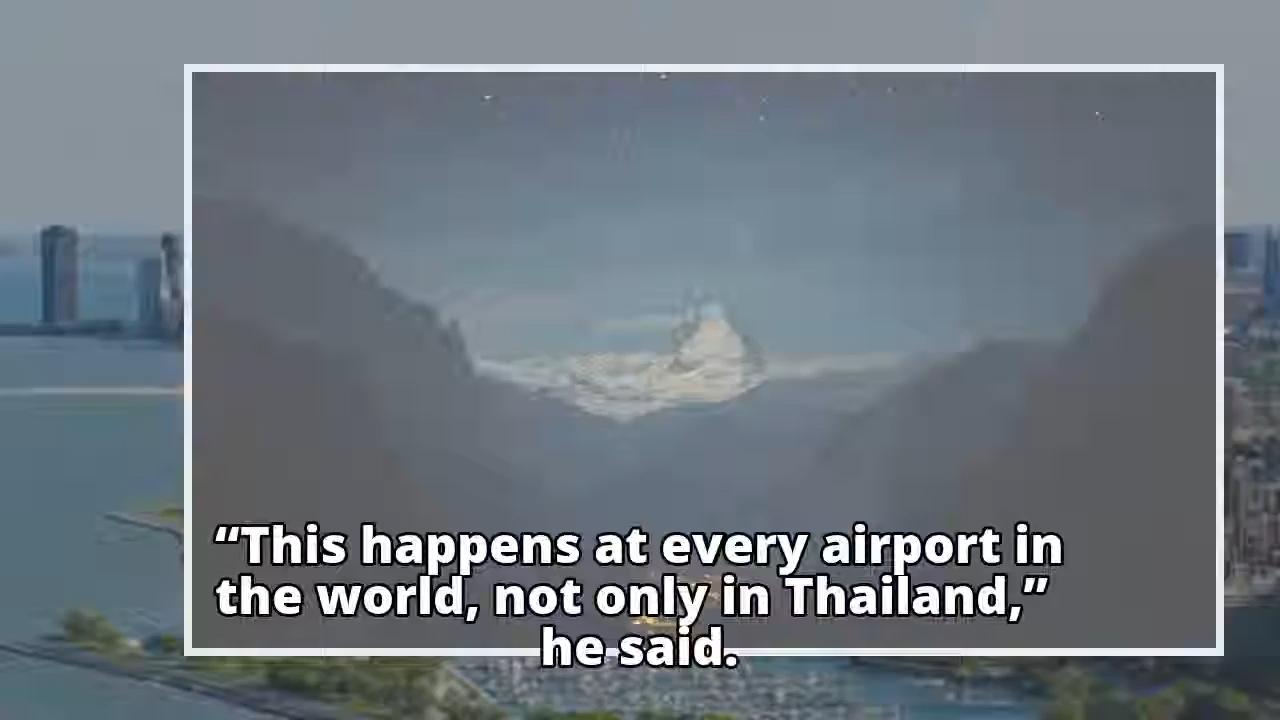 “This happens at every airport in
the world, not only in Thailand,”
he said.